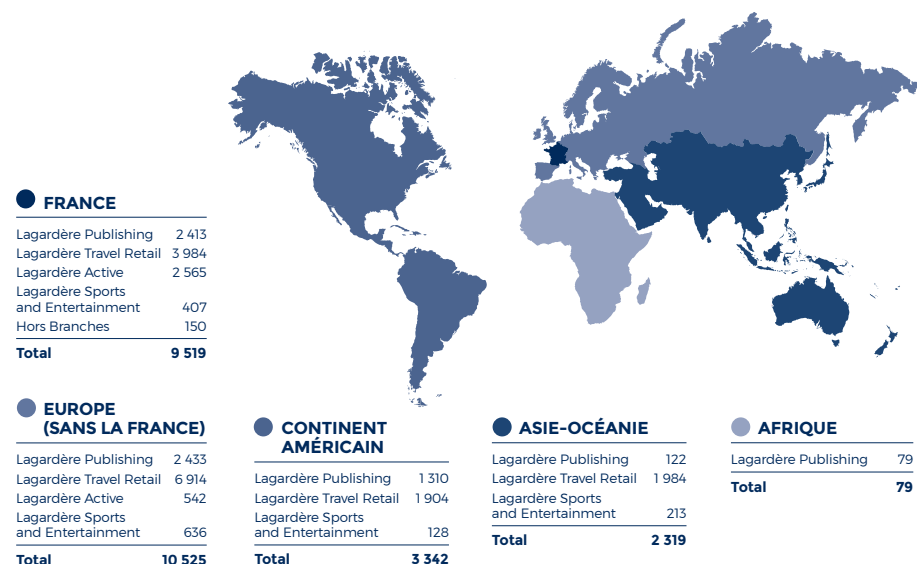 FRANCE
Lagardère Publishing 2 413
Lagardère Travel Retail 3 984
Lagardère Active 2 565
Lagardère Sports
and Entertainment 407
Hors Branches 150
Total 9 519
EUROPE
(SANS LA FRANCE)
Lagardère Publishing 2 433
Lagardère Travel Retail 6 914
Lagardère Active 542
Lagardère Sports
and Entertainment 636
Total 10 525
CONTINENT
AMÉRICAIN
Lagardère Publishing 1 310
Lagardère Travel Retail 1 904
Lagardère Sports
and Entertainment 128
Total 3 342
ASIE-OCÉANIE
Lagardère Publishing 122
Lagardère Travel Retail 1 984
Lagardère Sports
and Entertainment 213
Total 2 319
AFRIQUE
Lagardère Publishing 79
Total 79